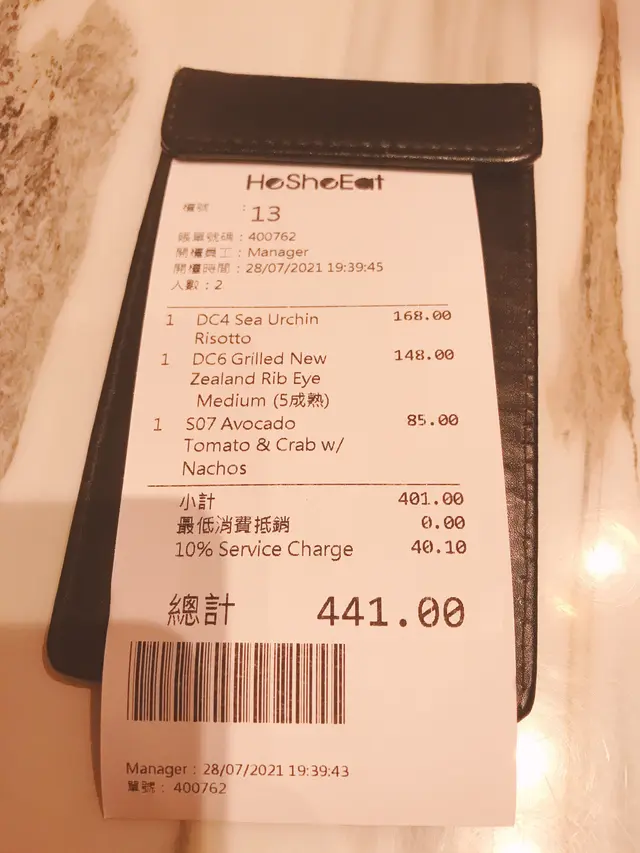 HeSheEat
檯號 : 13
賬單號碼 : 400762
開檯員工 : Manager
開檯時間 : 28/07/2021 19:39:45
人數 : 2
1 DC4 Sea Urchin 168.00
Risotto
1 DC6 Grilled New 148.00
Zealand Rib Eye
Medium (5成熟)
1 S07 Avocado 85.00
Tomato & Crab w/
Nachos
小計 401.00
最低消費抵銷 0.00
10% Service Charge 40.10
總計 441.00
Manager : 28/07/2021 19:39:43
單號 : 400762